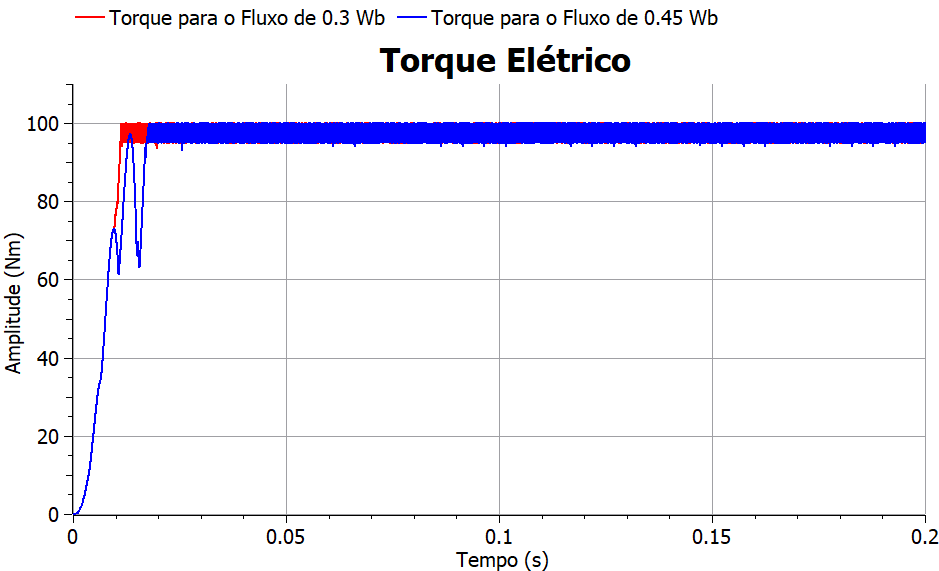 Torque para o Fluxo de 0.3 Wb Torque para o Fluxo de 0.45 Wb
Torque Elétrico
100
80
60
40
20
0
Amplitude (Nm)
0 0.05 0.1 0.15 0.2
Tempo (s)